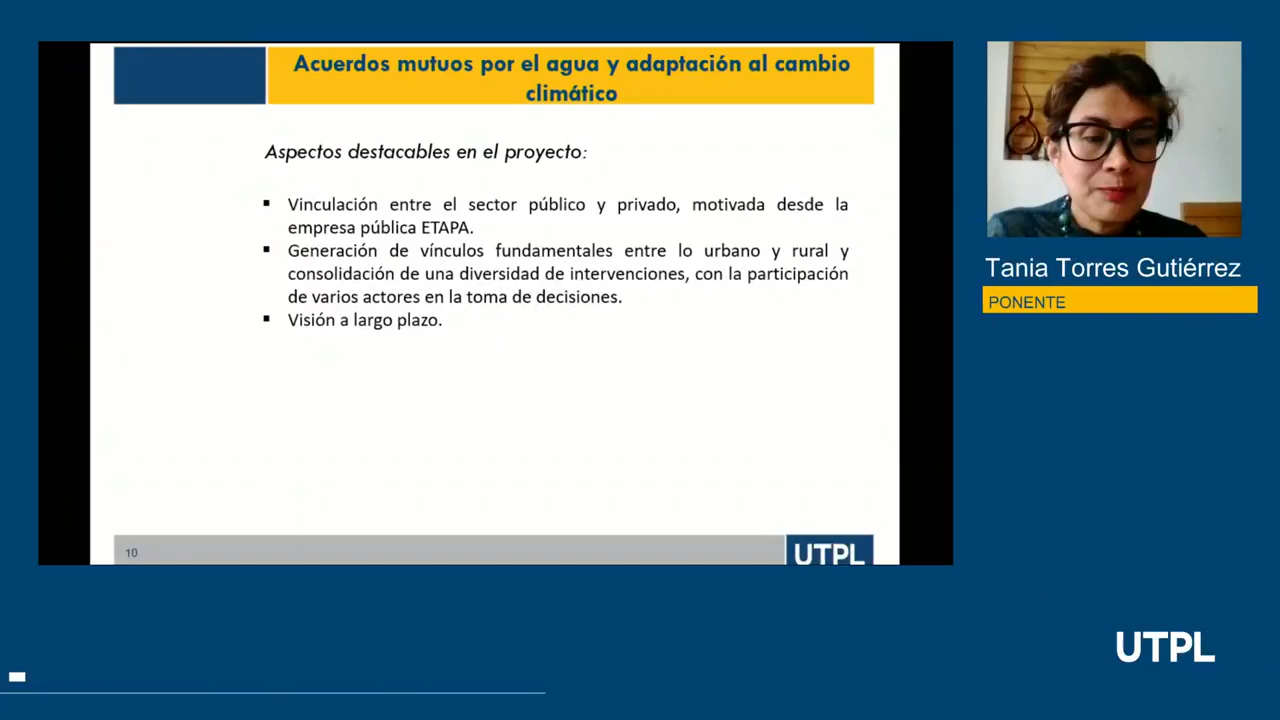 Acuerdos mutuos por el agua y adaptación al cambio
climático
Aspectos destacables en el proyecto:
▪ Vinculación entre el sector público y privado, motivada desde la
empresa pública ETAPA.
▪ Generación de vínculos fundamentales entre lo urbano y rural y
consolidación de una diversidad de intervenciones, con la participación
de varios actores en la toma de decisiones.
▪ Visión a largo plazo.
10
UTPL
Tania Torres Gutiérrez
PONENTE
UTPL